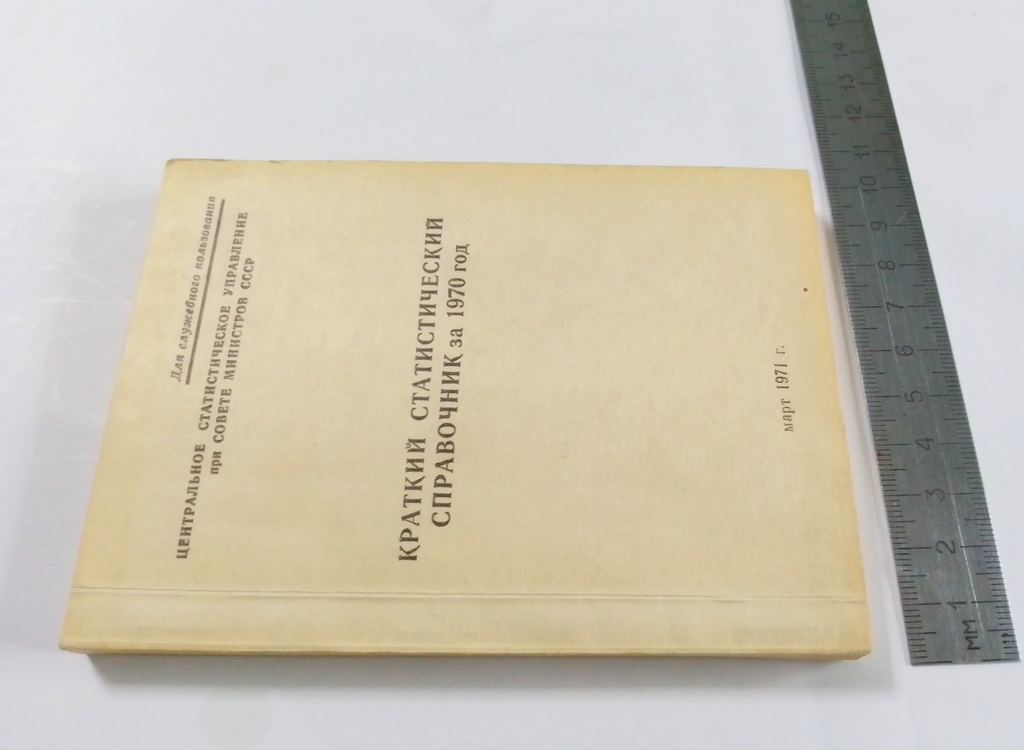 Для служебного пользования
ЦЕНТРАЛЬНОЕ СТАТИСТИЧЕСКОЕ УПРАВЛЕНИЕ
при СОВЕТЕ МИНИСТРОВ СССР
КРАТКИЙ СТАТИСТИЧЕСКИЙ
СПРАВОЧНИК за 1970 год
март 1971 г.
мм 1 2 3 4 5 6 7 8 9 10 11 12 13 14 15